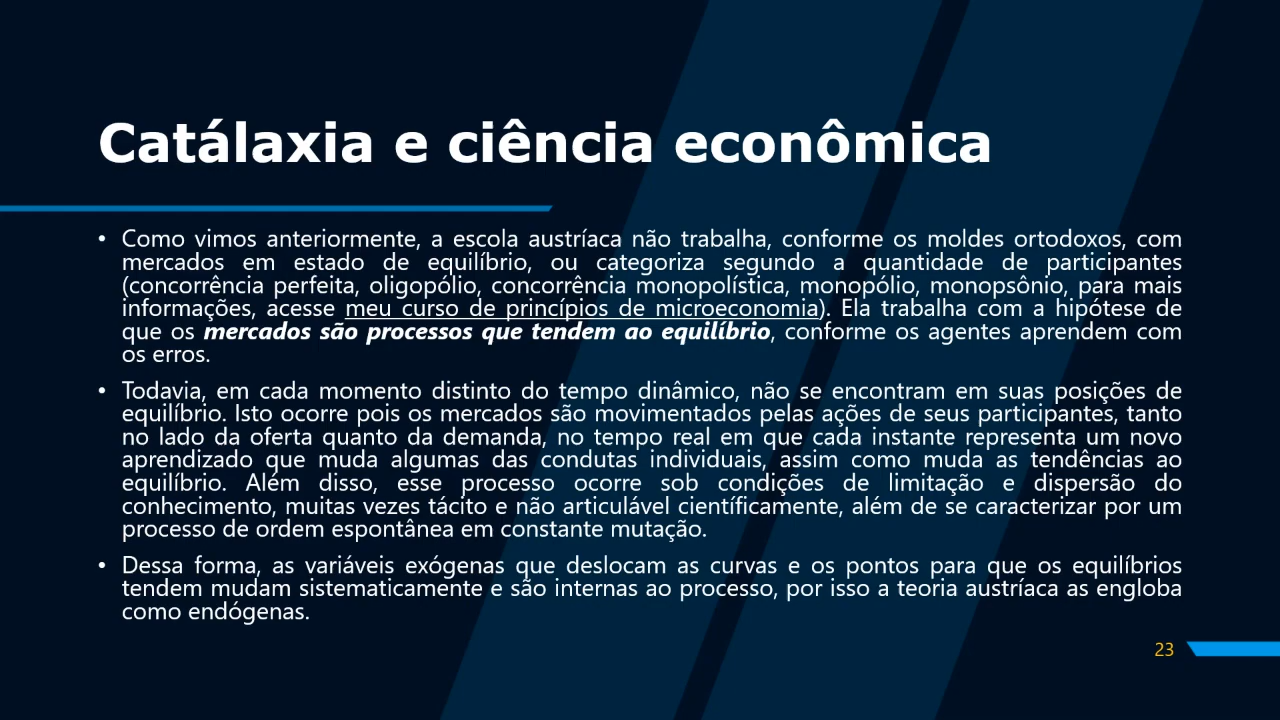 Catálaxia e ciência econômica
• Como vimos anteriormente, a escola austríaca não trabalha, conforme os moldes ortodoxos, com
mercados em estado de equilíbrio, ou categoriza segundo a quantidade de participantes
(concorrência perfeita, oligopólio, concorrência monopolística, monopólio, monopsônio, para mais
informações, acesse meu curso de princípios de microeconomia). Ela trabalha com a hipótese de
que os mercados são processos que tendem ao equilíbrio, conforme os agentes aprendem com
os erros.
• Todavia, em cada momento distinto do tempo dinâmico, não se encontram em suas posições de
equilíbrio. Isto ocorre pois os mercados são movimentados pelas ações de seus participantes, tanto
no lado da oferta quanto da demanda, no tempo real em que cada instante representa um novo
aprendizado que muda algumas das condutas individuais, assim como muda as tendências ao
equilíbrio. Além disso, esse processo ocorre sob condições de limitação e dispersão do
conhecimento, muitas vezes tácito e não articulável científicamente, além de se caracterizar por um
processo de ordem espontânea em constante mutação.
• Dessa forma, as variáveis exógenas que deslocam as curvas e os pontos para que os equilíbrios
tendem mudam sistematicamente e são internas ao processo, por isso a teoria austríaca as engloba
como endógenas.
23